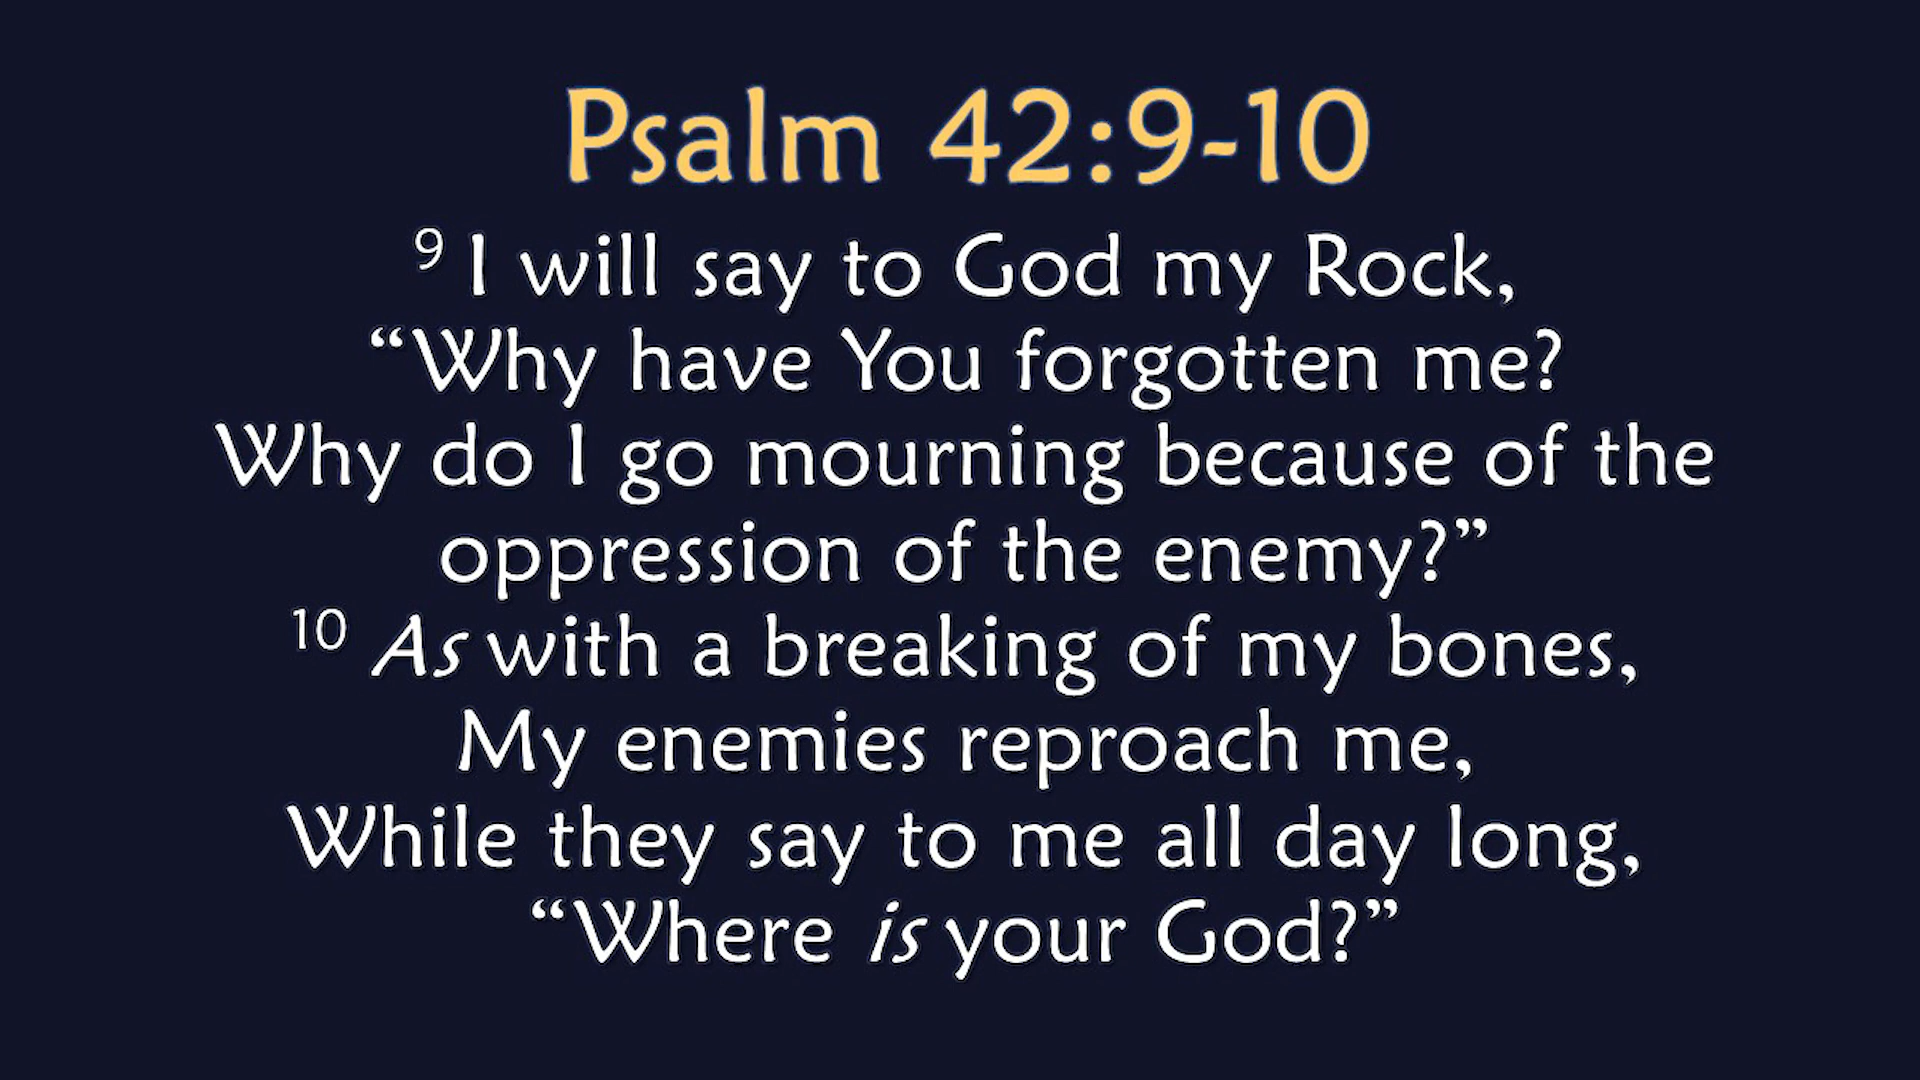 Psalm 42:9-10
9 I will say to God my Rock,
“Why have You forgotten me?
Why do I go mourning because of the
oppression of the enemy?”
10 As with a breaking of my bones,
My enemies reproach me,
While they say to me all day long,
“Where is your God?”